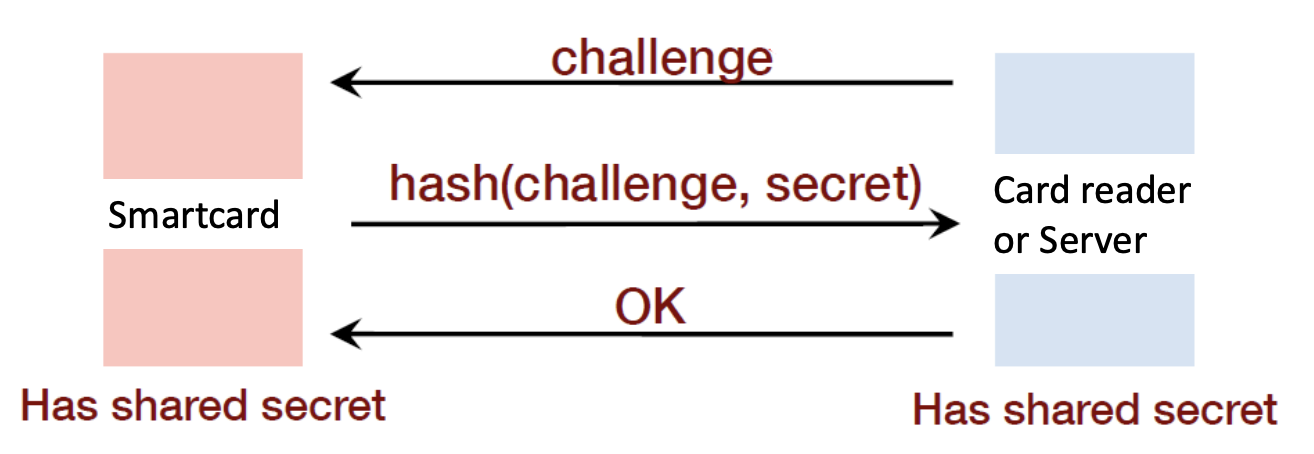 challenge
hash(challenge, secret)
Smartcard
Card reader
or Server
OK
Has shared secret
Has shared secret